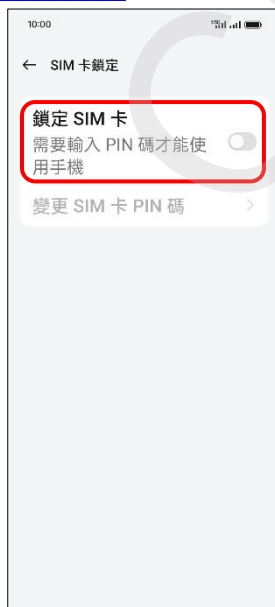 10:00
← SIM 卡鎖定
鎖定 SIM 卡
需要輸入 PIN 碼才能使
用手機
變更 SIM 卡 PIN 碼